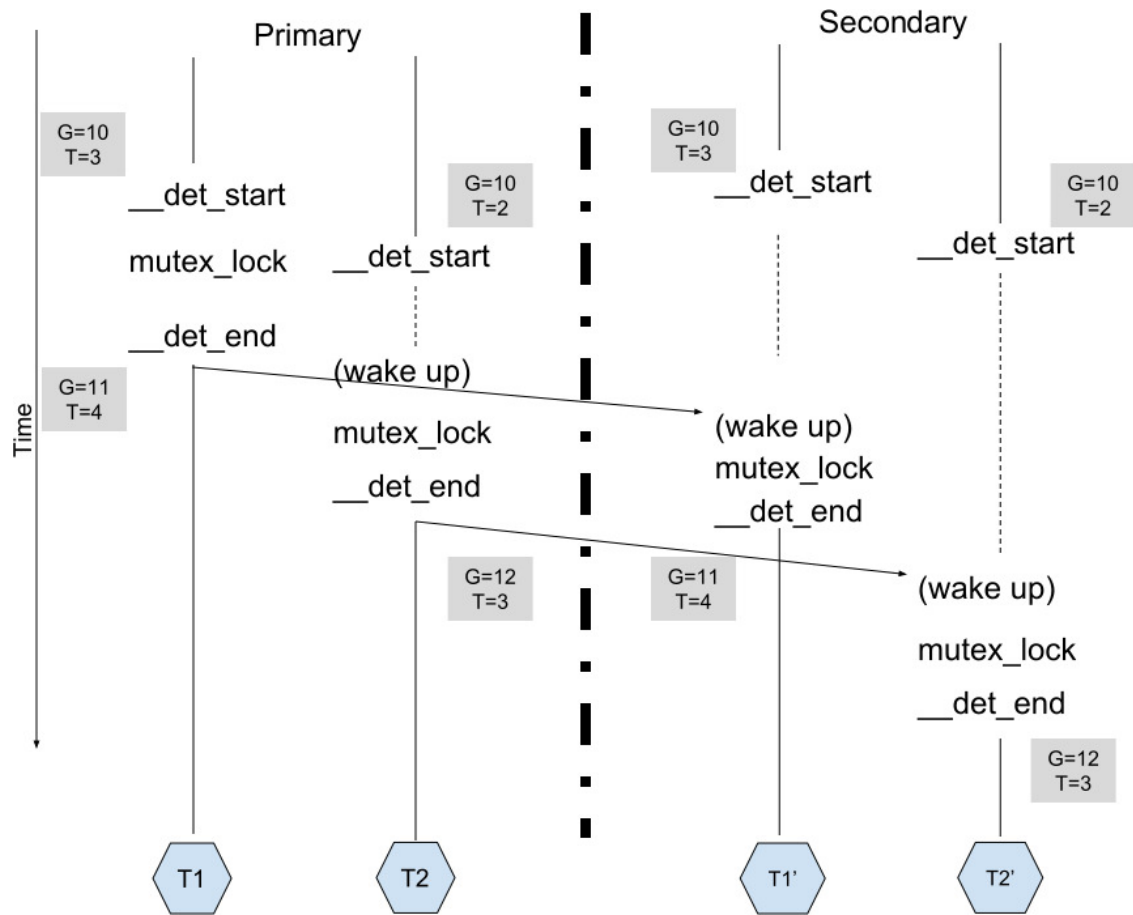 Primary
Secondary
G=10
T=3
__det_start
mutex_lock
__det_end
G=11
T=4
Time
G=10
T=2
__det_start
(wake up)
mutex_lock
__det_end
G=12
T=3
G=10
T=3
__det_start
(wake up)
mutex_lock
__det_end
G=11
T=4
G=10
T=2
__det_start
(wake up)
mutex_lock
__det_end
G=12
T=3
T1
T2
T1’
T2’